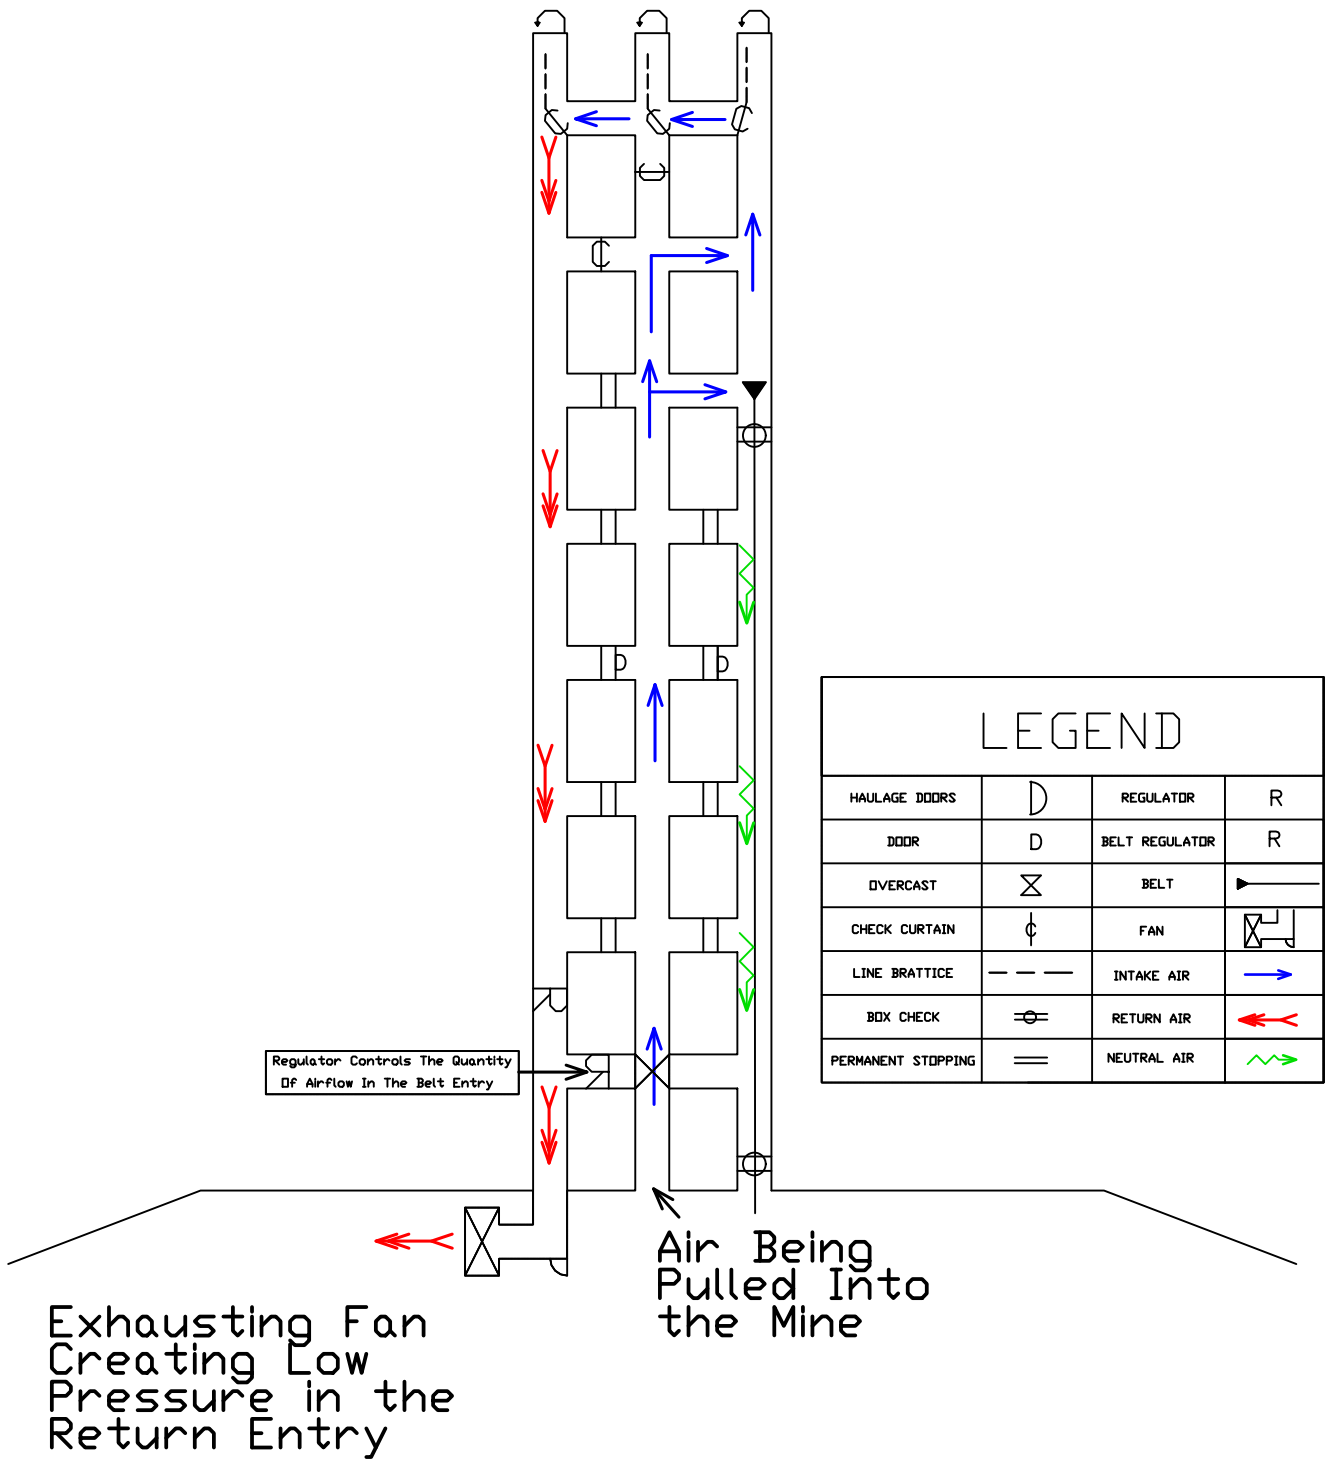 Regulator Controls The Quantity
Of Airflow In The Belt Entry
LEGEND
HAULAGE DOORS
REGULATOR
R
DOOR
D
BELT REGULATOR
R
OVERCAST
BELT
CHECK CURTAIN
FAN
LINE BRATTICE
INTAKE AIR
BOX CHECK
RETURN AIR
PERMANENT STOPPING
NEUTRAL AIR
D
D
R
R
Air Being
Pulled Into
the Mine
Exhausting Fan
Creating Low
Pressure in the
Return Entry